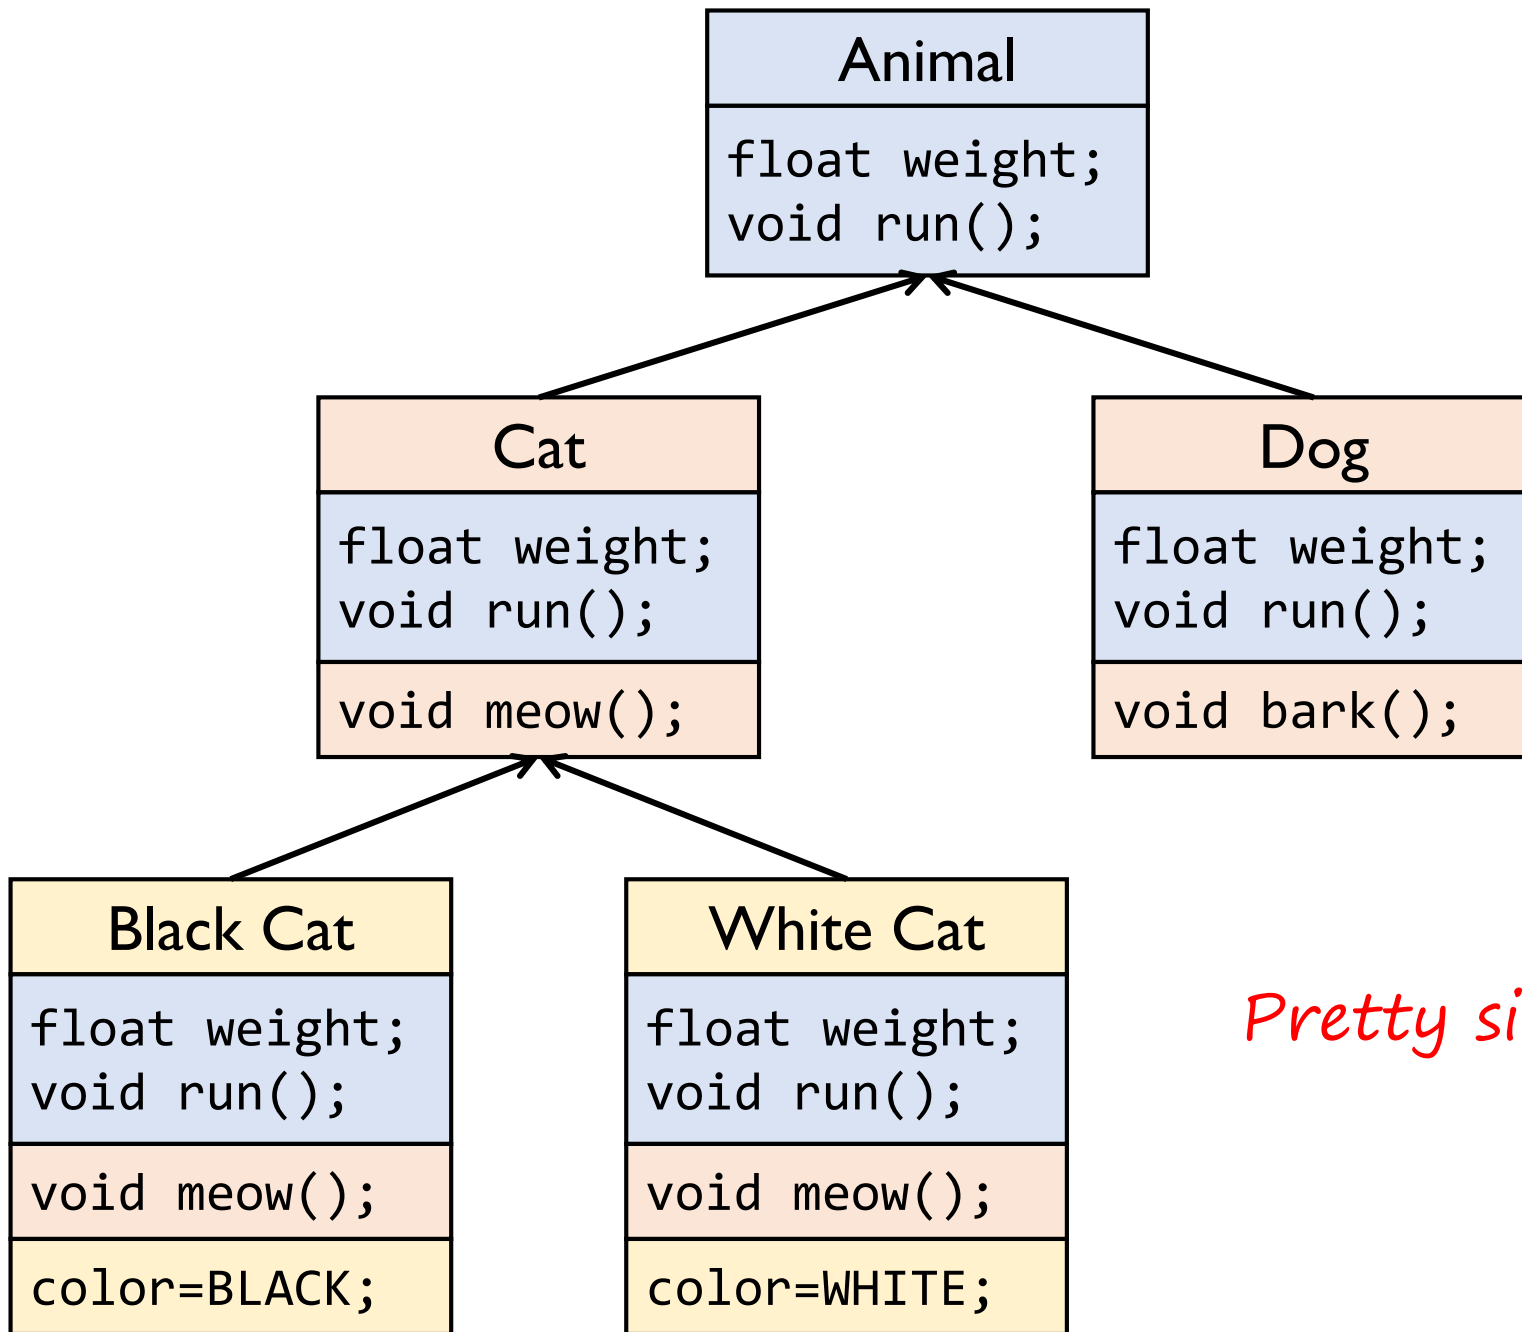 Animal
float weight;
void run();
Cat
float weight;
void run();
void meow();
Dog
float weight;
void run();
void bark();
Black Cat
float weight;
void run();
void meow();
color=BLACK;
White Cat
float weight;
void run();
void meow();
color=WHITE;
Pretty